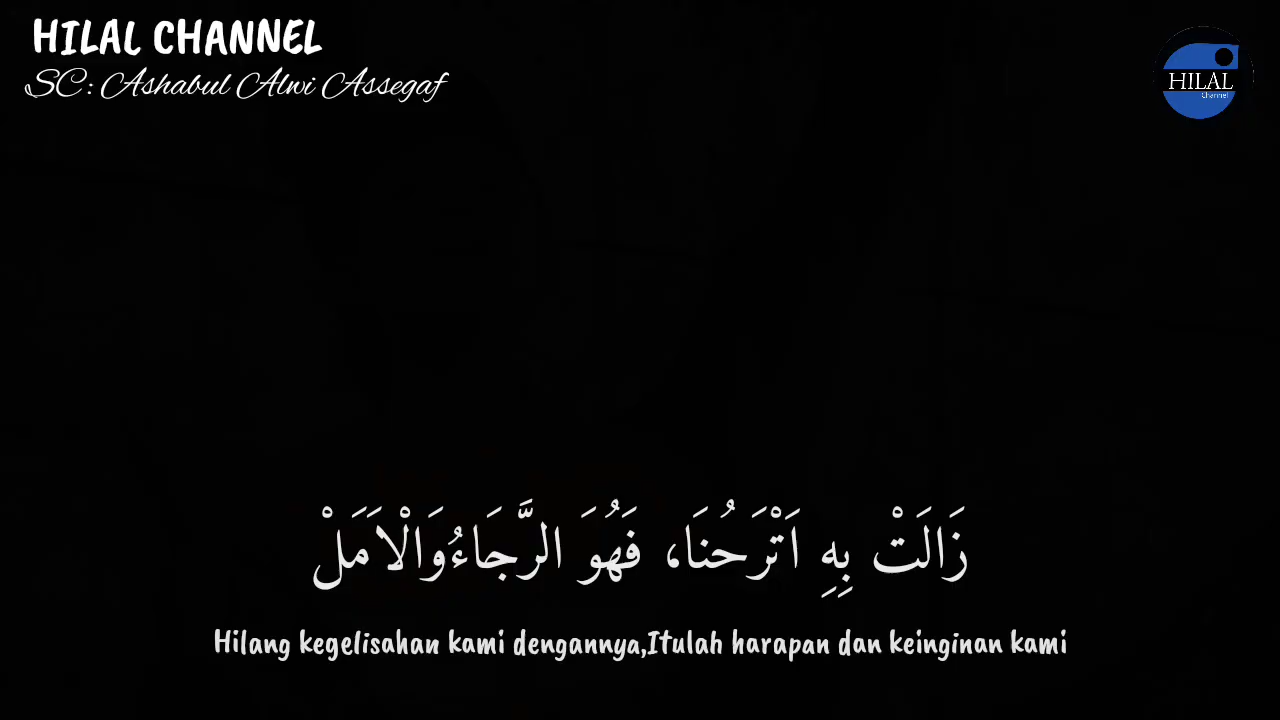 HILAL CHANNEL
SC: Ashabul Alwi Assegaf
HILAL
Channel
زَالَتْ بِهِ اَتْرَحُنَا، فَهُوَ الرَّجَاءُوَالْاَمَلْ
Hilang kegelisahan kami dengannya,Itulah harapan dan keinginan kami